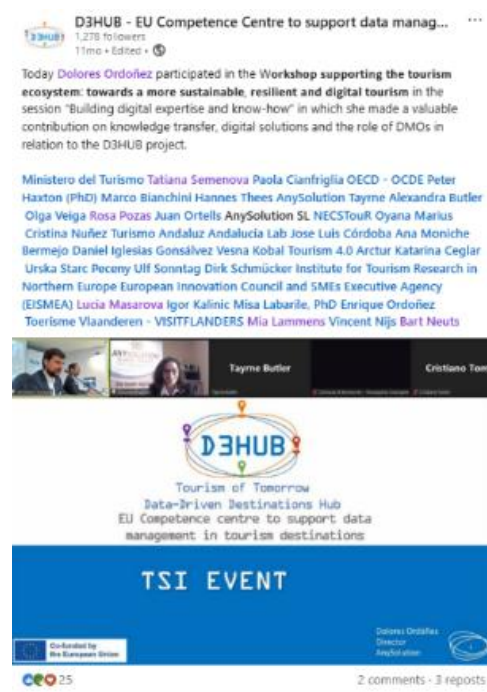 D3HUB - EU Competence Centre to support data manag...
1,278 followers
11mo • Edited •
Today Dolores Ordoñez participated in the Workshop supporting the tourism
ecosystem: towards a more sustainable, resilient and digital tourism in the
session "Building digital expertise and know-how" in which she made a valuable
contribution on knowledge transfer, digital solutions and the role of DMOs in
relation to the D3HUB project.
Ministero del Turismo Tatiana Semenova Paola Cianfriglia OECD - OCDE Peter
Haxton (PhD) Marco Bianchini Hannes Thees AnySolution Tayrne Alexandra Butler
Olga Veiga Rosa Pozas Juan Ortells AnySolution SL NECSTouR Oyana Marius
Cristina Nuñez Turismo Andaluz Andalucia Lab Jose Luis Córdoba Ana Moniche
Bermejo Daniel Iglesias Gonsálvez Vesna Kobal Tourism 4.0 Arctur Katarina Ceglar
Urska Starc Peceny Ulf Sonntag Dirk Schmücker Institute for Tourism Research in
Northern Europe European Innovation Council and SMEs Executive Agency
(EISMEA) Lucia Masarova Igor Kalinic Misa Labarile, PhD Enrique Ordoñez
Toerisme Vlaanderen - VISITFLANDERS Mia Lammens Vincent Nijs Bart Neuts
Tayrne Butler
Cristiano Tom
D3HUB
Tourism of Tomorrow
Data-Driven Destinations Hub
EU Competence centre to support data
management in tourism destinations
TSI EVENT
Dolores Ordóñez
Director
AnySolution
Co-funded by
the European Union
25
2 comments • 3 reposts